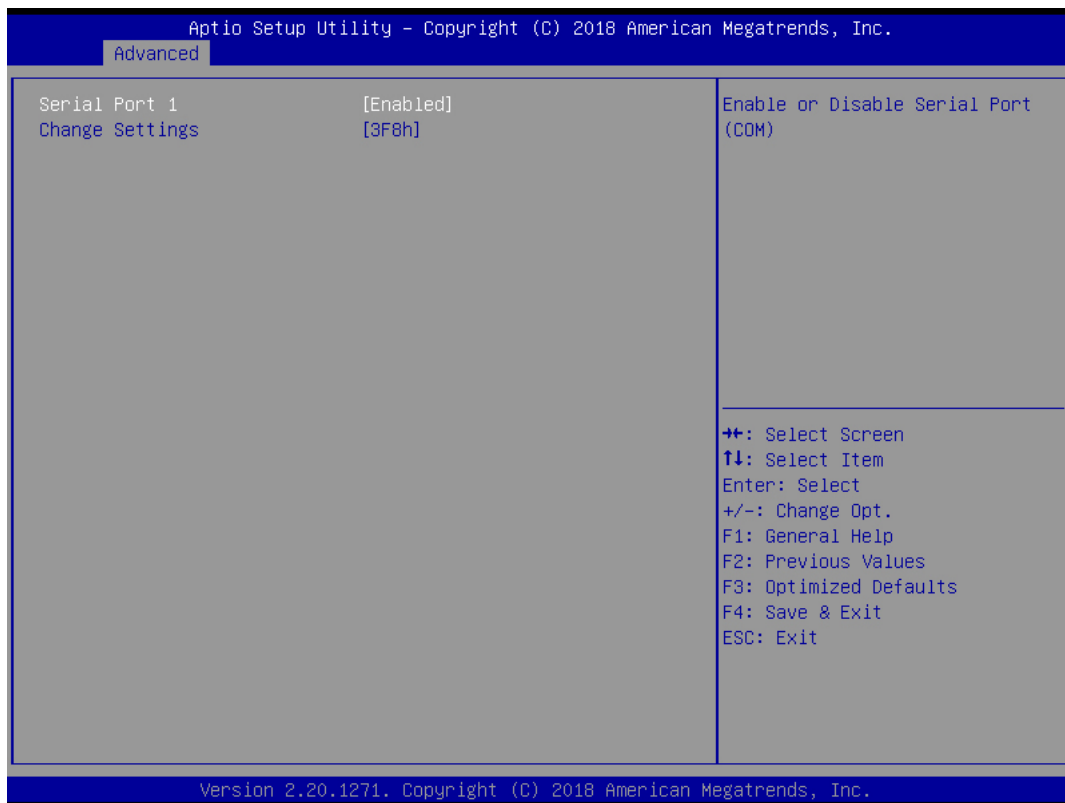 Aptio Setup Utility – Copyright (C) 2018 American Megatrends, Inc.
Advanced
Serial Port 1 [Enabled]
Change Settings [3F8h]
Enable or Disable Serial Port
(COM)
→←: Select Screen
↑↓: Select Item
Enter: Select
+/-: Change Opt.
F1: General Help
F2: Previous Values
F3: Optimized Defaults
F4: Save & Exit
ESC: Exit
Version 2.20.1271. Copyright (C) 2018 American Megatrends, Inc.